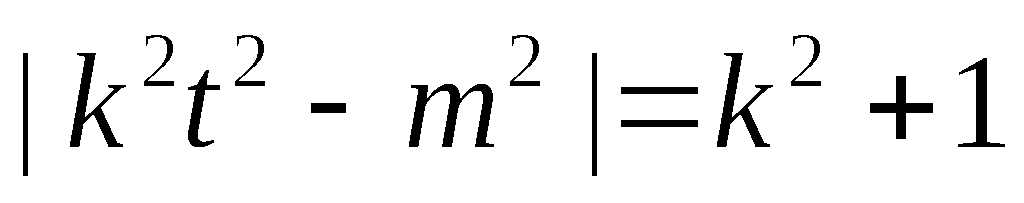 | k²t² - m² |= k² + 1